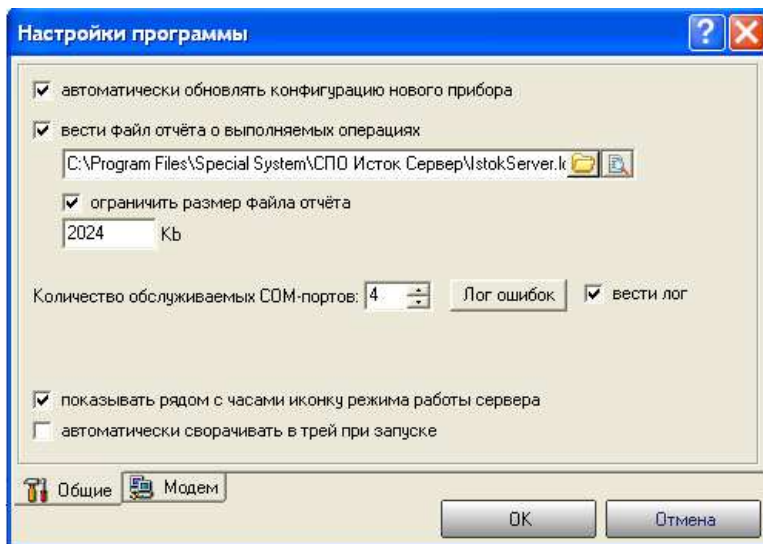 Настройки программы
автоматически обновлять конфигурацию нового прибора
вести файл отчёта о выполняемых операциях
C:\Program Files\Special System\СПО Исток Сервер\IstokServer.lo
ограничить размер файла отчёта
2024 Kb
Количество обслуживаемых COM-портов: 4 Лог ошибок вести лог
показывать рядом с часами иконку режима работы сервера
автоматически сворачивать в трей при запуске
Общие Модем
OK Отмена